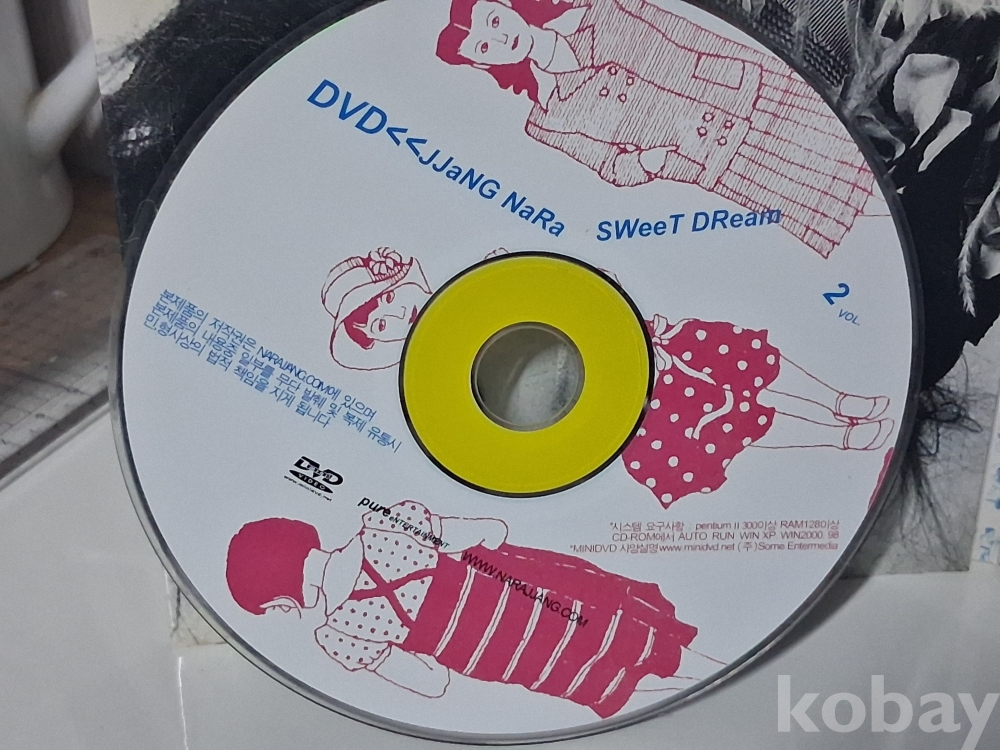 DVD<<JJaNG NaRa
SWeeT DReam
2
VOL.
본제품의 저작권은 NARAJJANG.COM에 있으며
본제품의 내용중 일부를 무단 발췌 및 복제 유통시
민.형사상의 법적 책임을 지게 됩니다
DVD
VIDEO
www.minidvd.net
pure ENTERTAINMENT
WWW.NARAJJANG.COM
*시스템 요구사항 : pentium II 300이상 RAM128이상
CD-ROM에서 AUTO RUN WIN XP. WIN2000. 98
*MINIDVD 사양설명 www.minidvd.net (주)Some Entermedia
kobay